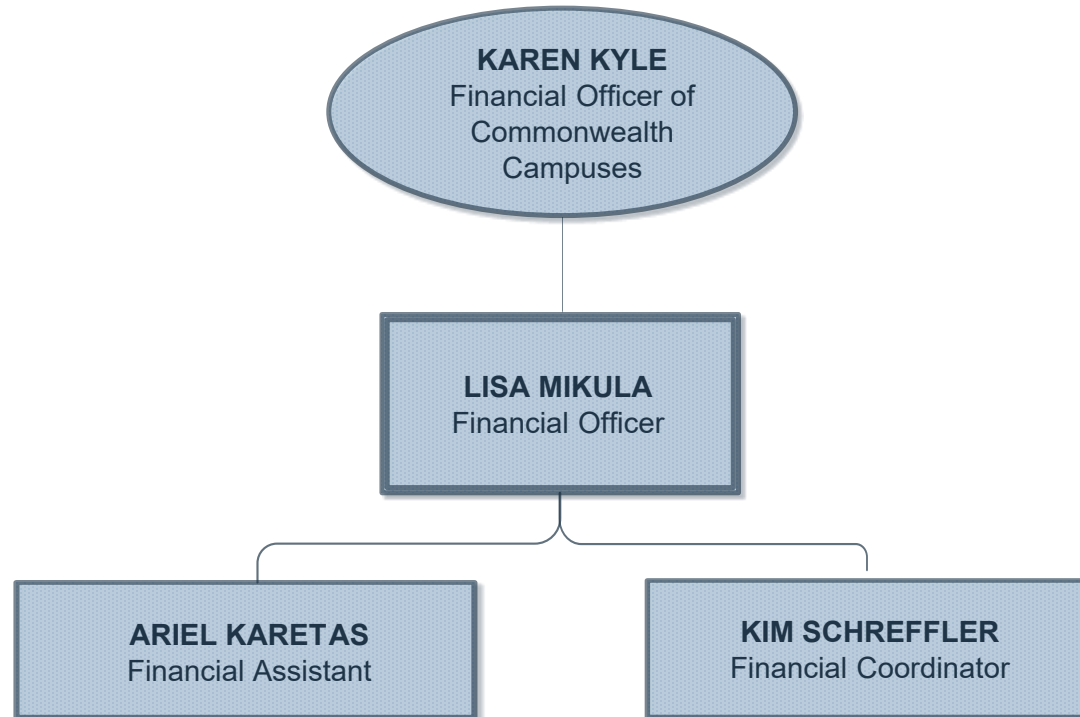 KAREN KYLE
Financial Officer of
Commonwealth
Campuses
LISA MIKULA
Financial Officer
ARIEL KARETAS
Financial Assistant
KIM SCHREFFLER
Financial Coordinator